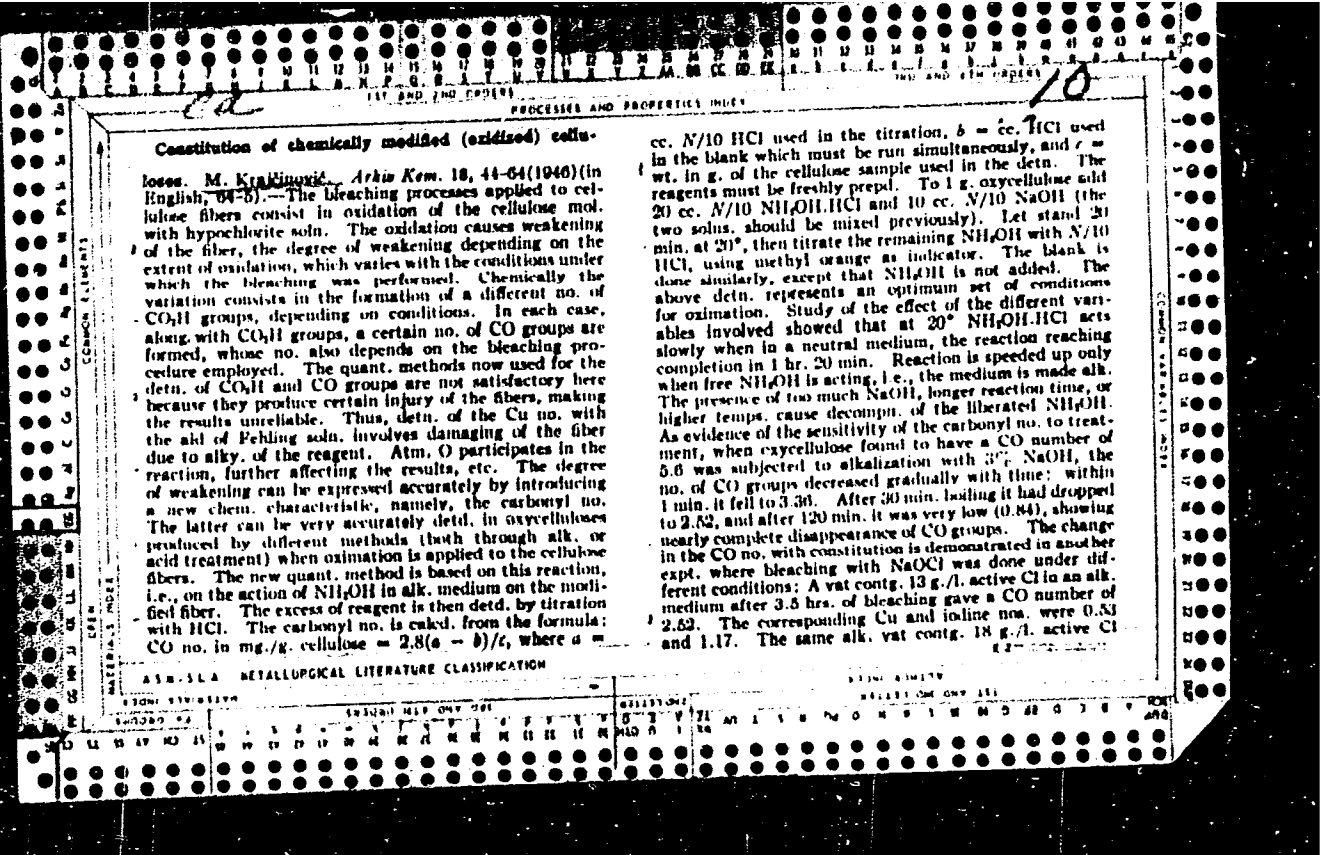 Ca
10
1ST AND 2ND ORDERS
3RD AND 4TH ORDERS
PROCESSES AND PROPERTIES INDEX
Constitution of chemically modified (oxidized) cellu-
loses. M. Krajčinović. Arhiv Kem. 18, 44-64(1946)(in
English, 64-5).—The bleaching processes applied to cel-
lulose fibers consist in oxidation of the cellulose mol.
with hypochlorite soln. The oxidation causes weakening
of the fiber, the degree of weakening depending on the
extent of oxidation, which varies with the conditions under
which the bleaching was performed. Chemically the
variation consists in the formation of a different no. of
CO₂H groups, depending on conditions. In each case,
along with CO₂H groups, a certain no. of CO groups are
formed, whose no. also depends on the bleaching pro-
cedure employed. The quant. methods now used for the
detn. of CO₂H and CO groups are not satisfactory here
because they produce certain injury of the fibers, making
the results unreliable. Thus, detn. of the Cu no. with
the aid of Fehling soln. involves damaging of the fiber
due to alky. of the reagent. Atm. O participates in the
reaction, further affecting the results, etc. The degree
of weakening can be expressed accurately by introducing
a new chem. characteristic, namely, the carbonyl no.
The latter can be very accurately detd. in oxycelluloses
produced by different methods (both through alk. or
acid treatment) when oximation is applied to the cellulose
fibers. The new quant. method is based on this reaction,
i.e., on the action of NH₂OH in alk. medium on the modi-
fied fiber. The excess of reagent is then detd. by titration
with HCl. The carbonyl no. is calcd. from the formula:
CO no. in mg./g. cellulose = 2.8(a − b)/c, where a =
cc. N/10 HCl used in the titration, b = cc. HCl used
in the blank which must be run simultaneously, and c =
wt. in g. of the cellulose sample used in the detn. The
reagents must be freshly prepd. To 1 g. oxycellulose add
20 cc. N/10 NH₂OH.HCl and 10 cc. N/10 NaOH (the
two solns. should be mixed previously). Let stand 20
min. at 20°, then titrate the remaining NH₂OH with N/10
HCl, using methyl orange as indicator. The blank is
done similarly, except that NH₂OH is not added. The
above detn. represents an optimum set of conditions
for oximation. Study of the effect of the different vari-
ables involved showed that at 20° NH₂OH.HCl acts
slowly when in a neutral medium, the reaction reaching
completion in 1 hr. 20 min. Reaction is speeded up only
when free NH₂OH is acting, i.e., the medium is made alk.
The presence of too much NaOH, longer reaction time, or
higher temps. cause decompn. of the liberated NH₂OH.
As evidence of the sensitivity of the carbonyl no. to treat-
ment, when oxycellulose found to have a CO number of
5.6 was subjected to alkalization with 3% NaOH, the
no. of CO groups decreased gradually with time: within
1 min. it fell to 3.36. After 30 min. boiling it had dropped
to 2.52, and after 120 min. it was very low (0.84), showing
nearly complete disappearance of CO groups. The change
in the CO no. with constitution is demonstrated in another
expt. where bleaching with NaOCl was done under dif-
ferent conditions: A vat contg. 13 g./l. active Cl in an alk.
medium after 3.5 hrs. of bleaching gave a CO number of
2.52. The corresponding Cu and iodine nos. were 0.53
and 1.17. The same alk. vat contg. 18 g./l. active Cl
ASM-SLA METALLURGICAL LITERATURE CLASSIFICATION
COMMON ELEMENTS
OPEN
MATERIALS INDEX